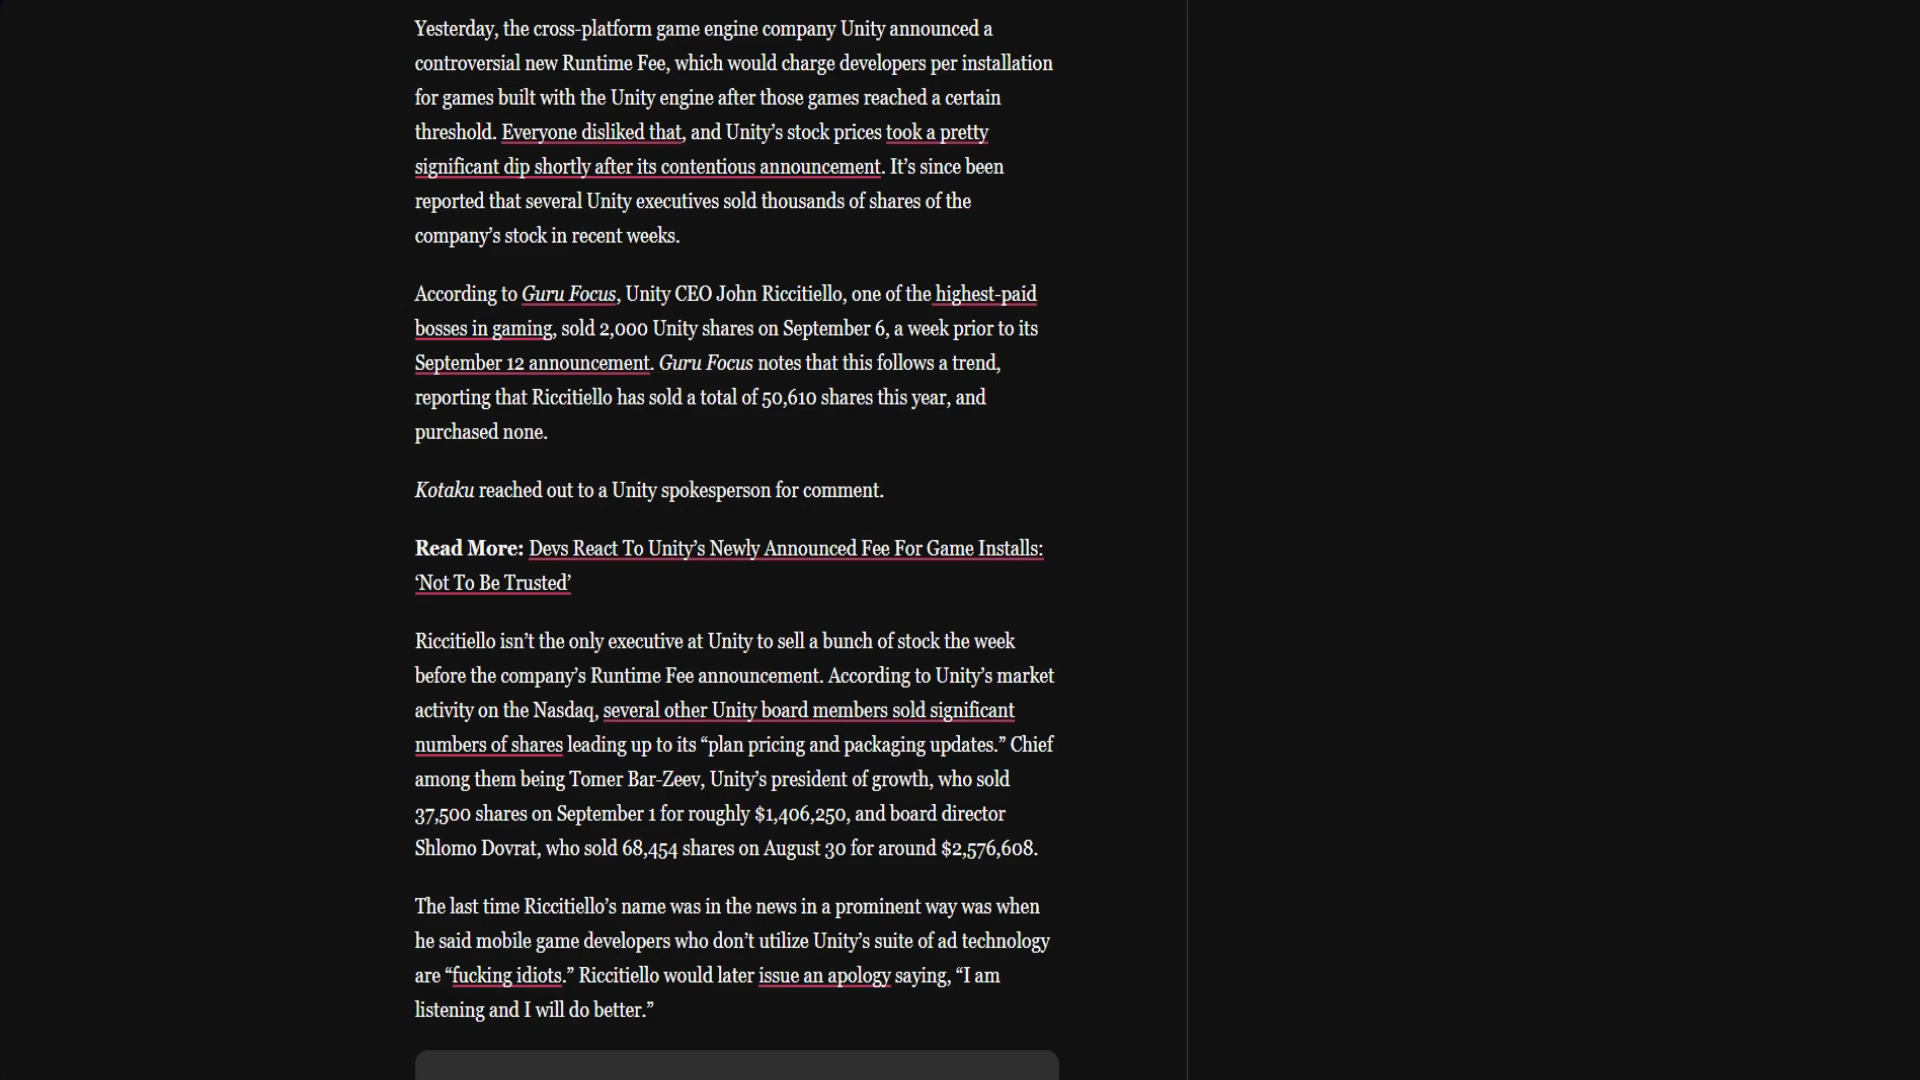 Yesterday, the cross-platform game engine company Unity announced a
controversial new Runtime Fee, which would charge developers per installation
for games built with the Unity engine after those games reached a certain
threshold. Everyone disliked that, and Unity’s stock prices took a pretty
significant dip shortly after its contentious announcement. It’s since been
reported that several Unity executives sold thousands of shares of the
company’s stock in recent weeks.
According to Guru Focus, Unity CEO John Riccitiello, one of the highest-paid
bosses in gaming, sold 2,000 Unity shares on September 6, a week prior to its
September 12 announcement. Guru Focus notes that this follows a trend,
reporting that Riccitiello has sold a total of 50,610 shares this year, and
purchased none.
Kotaku reached out to a Unity spokesperson for comment.
Read More: Devs React To Unity’s Newly Announced Fee For Game Installs:
‘Not To Be Trusted’
Riccitiello isn’t the only executive at Unity to sell a bunch of stock the week
before the company’s Runtime Fee announcement. According to Unity’s market
activity on the Nasdaq, several other Unity board members sold significant
numbers of shares leading up to its “plan pricing and packaging updates.” Chief
among them being Tomer Bar-Zeev, Unity’s president of growth, who sold
37,500 shares on September 1 for roughly $1,406,250, and board director
Shlomo Dovrat, who sold 68,454 shares on August 30 for around $2,576,608.
The last time Riccitiello’s name was in the news in a prominent way was when
he said mobile game developers who don’t utilize Unity’s suite of ad technology
are “fucking idiots.” Riccitiello would later issue an apology saying, “I am
listening and I will do better.”